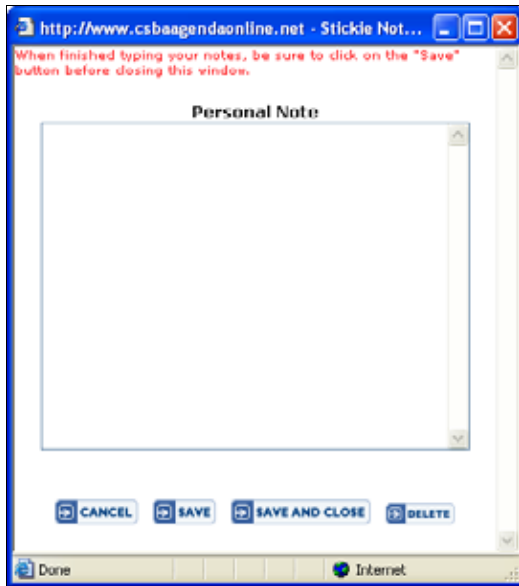 http://www.csbaagendaonline.net - Stickie Not...
When finished typing your notes, be sure to click on the "Save"
button before closing this window.
Personal Note
CANCEL SAVE SAVE AND CLOSE DELETE
Done Internet